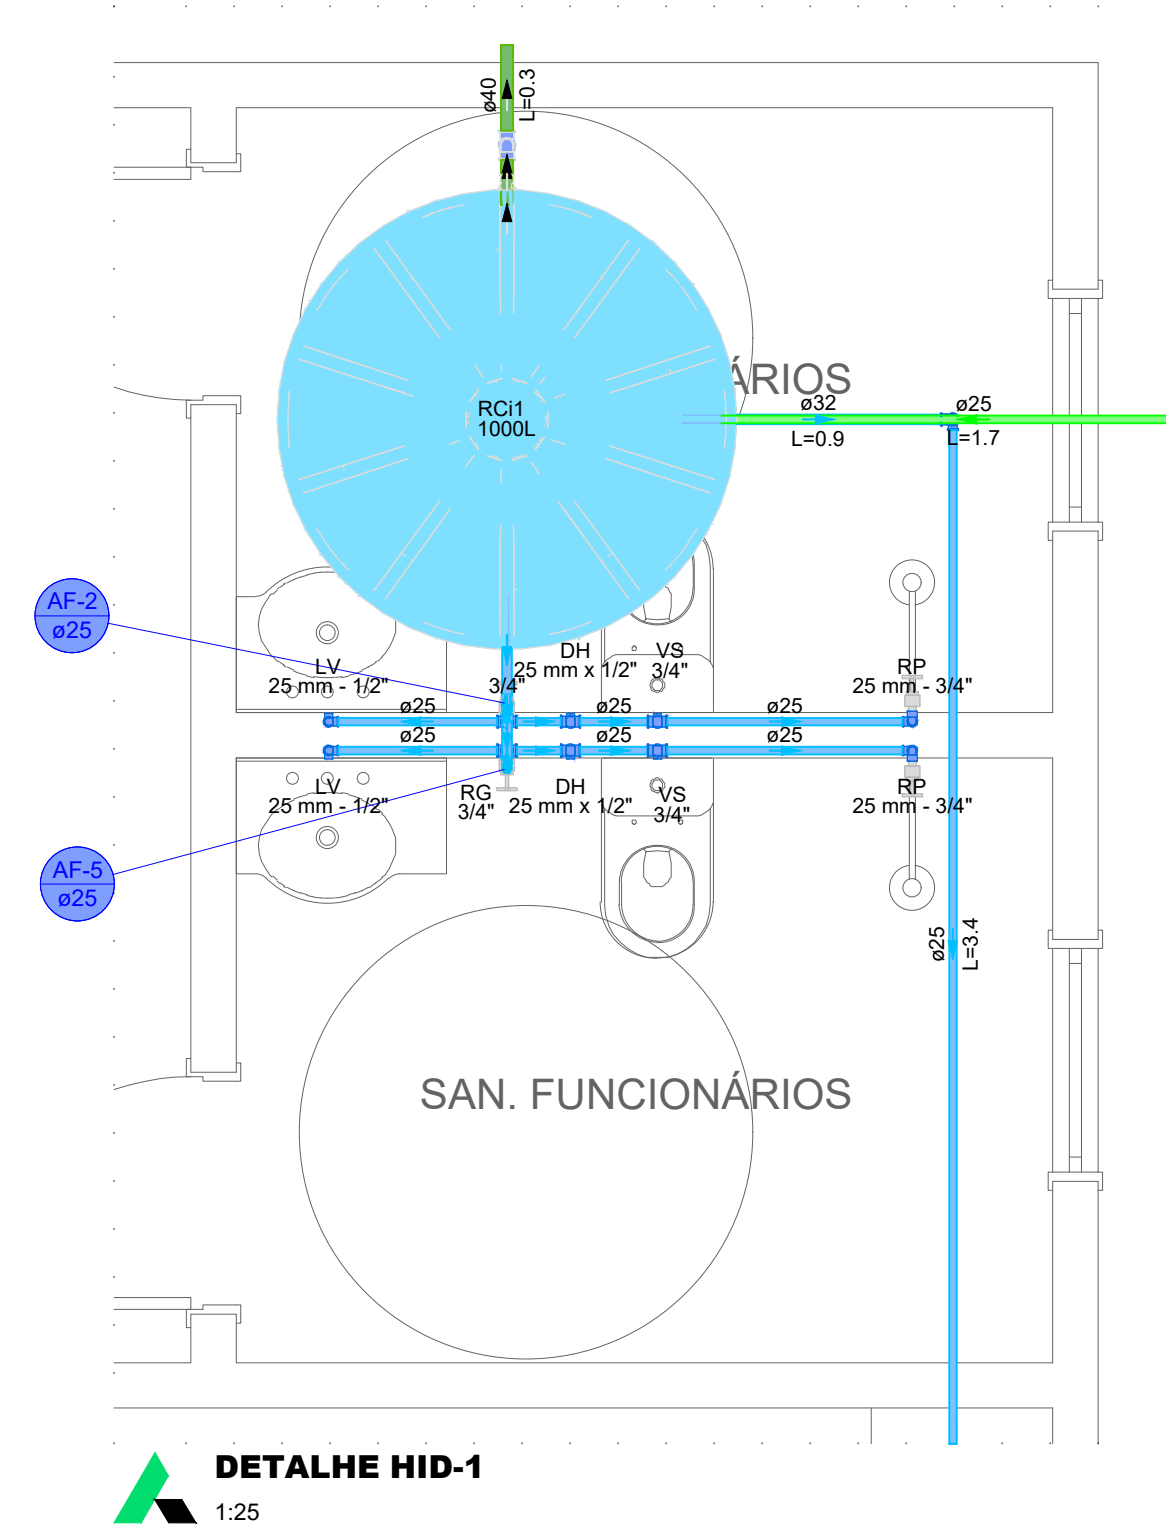 ø40
L=0.3
ÁRIOS
RCi1
1000L
ø32
L=0.9
ø25
L=1.7
AF-2
ø25
LV
25 mm - 1/2"
3/4"
DH
25 mm x 1/2"
VS
3/4"
RP
25 mm - 3/4"
ø25
ø25
ø25
ø25
ø25
ø25
LV
25 mm - 1/2"
RG
3/4"
DH
25 mm x 1/2"
VS
3/4"
RP
25 mm - 3/4"
AF-5
ø25
ø25
L=3.4
SAN. FUNCIONÁRIOS
DETALHE HID-1
1:25